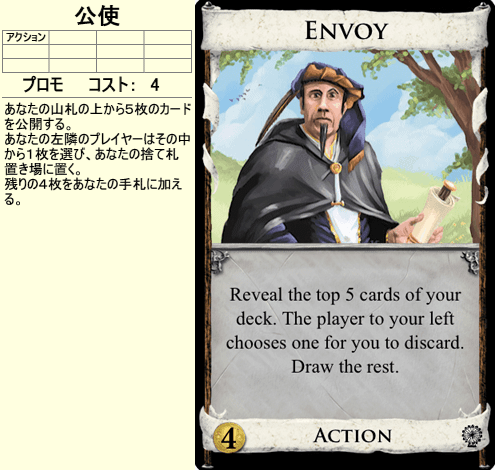 公使
アクション
プロモ コスト: 4
あなたの山札の上から5枚のカード
を公開する。
あなたの左隣のプレイヤーはその中
から1枚を選び、あなたの捨て札
置き場に置く。
残りの4枚をあなたの手札に加え
る。
ENVOY
Reveal the top 5 cards of your
deck. The player to your left
chooses one for you to discard.
Draw the rest.
4
ACTION